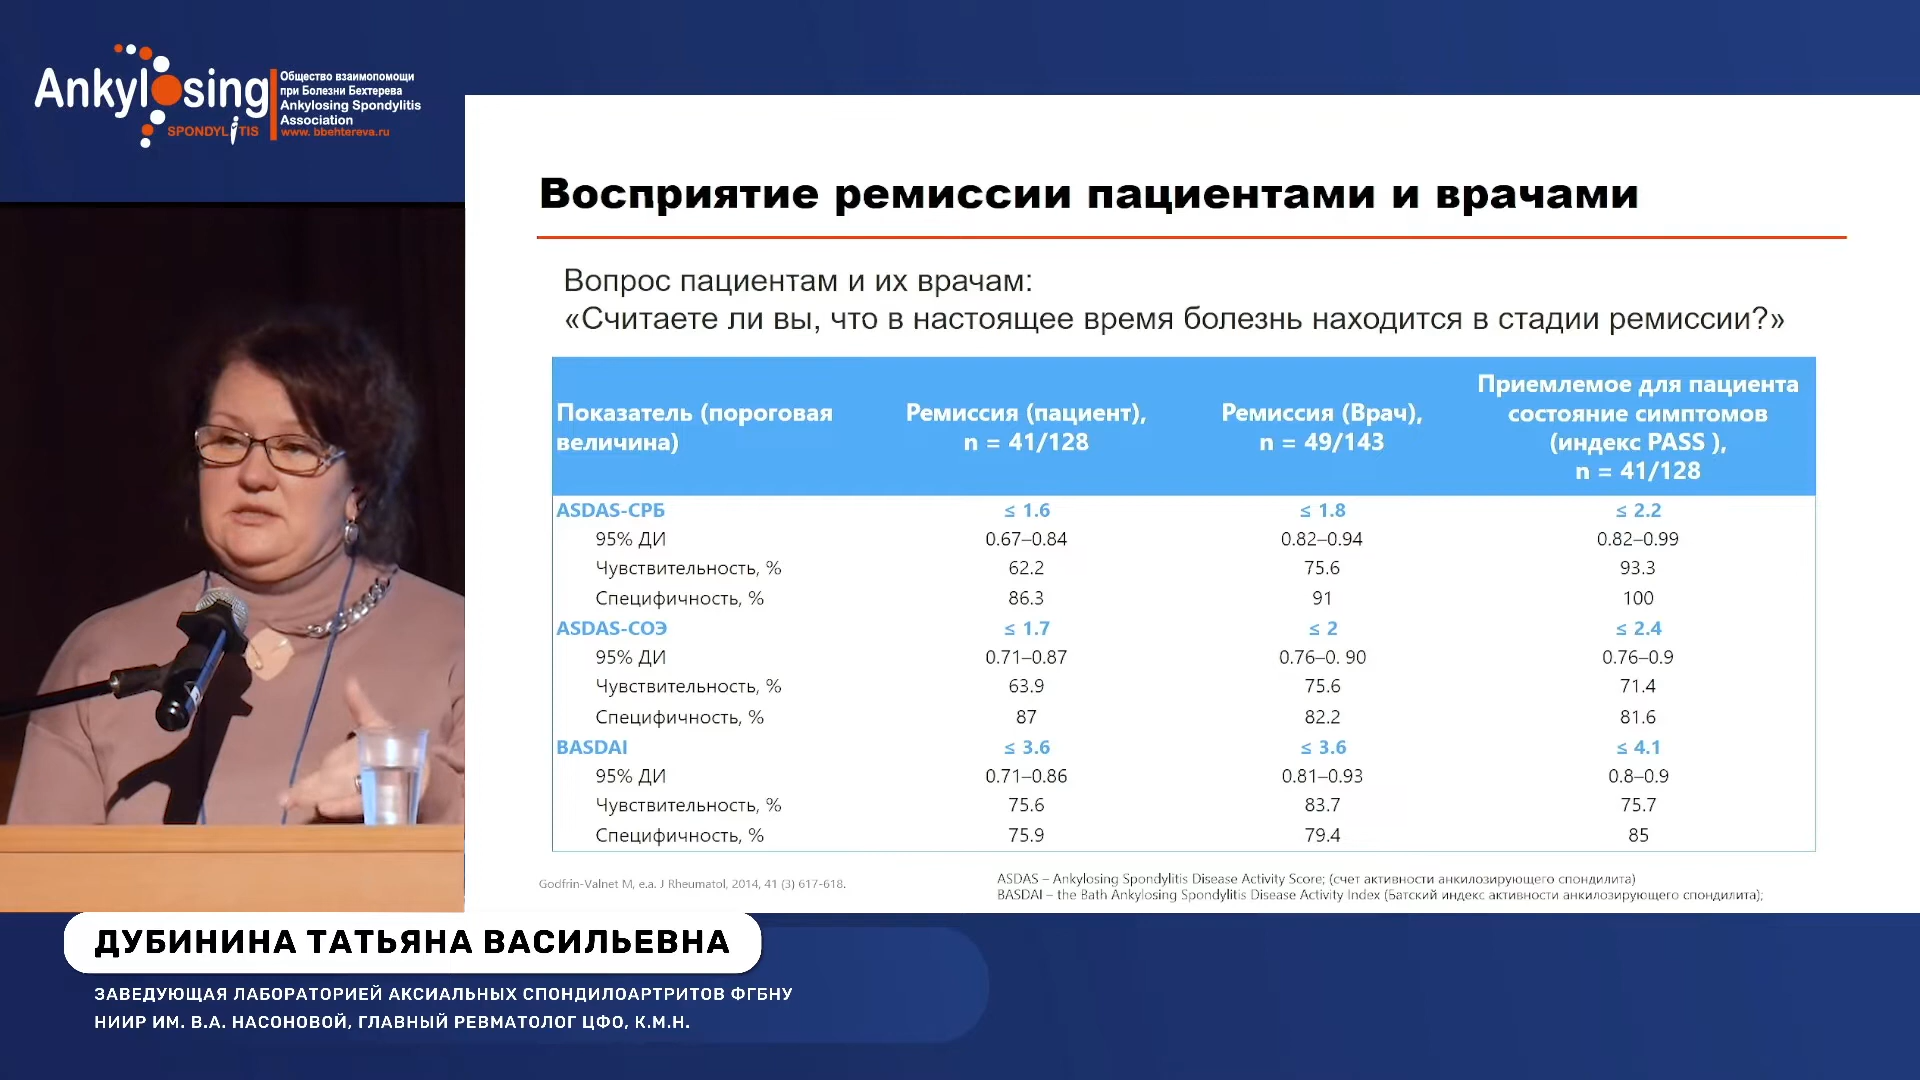 Ankylosing
SPONDYLITIS
Общество взаимопомощи
при Болезни Бехтерева
Ankylosing Spondylitis
Association
www. bbehtereva.ru
Восприятие ремиссии пациентами и врачами
Вопрос пациентам и их врачам:
«Считаете ли вы, что в настоящее время болезнь находится в стадии ремиссии?»
Показатель (пороговая
величина)
Ремиссия (пациент),
n = 41/128
Ремиссия (Врач),
n = 49/143
Приемлемое для пациента
состояние симптомов
(индекс PASS ),
n = 41/128
ASDAS-СРБ ≤ 1.6 ≤ 1.8 ≤ 2.2
95% ДИ 0.67–0.84 0.82–0.94 0.82–0.99
Чувствительность, % 62.2 75.6 93.3
Специфичность, % 86.3 91 100
ASDAS-СОЭ ≤ 1.7 ≤ 2 ≤ 2.4
95% ДИ 0.71–0.87 0.76–0. 90 0.76–0.9
Чувствительность, % 63.9 75.6 71.4
Специфичность, % 87 82.2 81.6
BASDAI ≤ 3.6 ≤ 3.6 ≤ 4.1
95% ДИ 0.71–0.86 0.81–0.93 0.8–0.9
Чувствительность, % 75.6 83.7 75.7
Специфичность, % 75.9 79.4 85
Godfrin-Valnet M, e.a. J Rheumatol, 2014, 41 (3) 617-618.
ASDAS – Ankylosing Spondylitis Disease Activity Score; (счет активности анкилозирующего спондилита)
BASDAI – the Bath Ankylosing Spondylitis Disease Activity Index (Батский индекс активности анкилозирующего спондилита);
ДУБИНИНА ТАТЬЯНА ВАСИЛЬЕВНА
ЗАВЕДУЮЩАЯ ЛАБОРАТОРИЕЙ АКСИАЛЬНЫХ СПОНДИЛОАРТРИТОВ ФГБНУ
НИИР ИМ. В.А. НАСОНОВОЙ, ГЛАВНЫЙ РЕВМАТОЛОГ ЦФО, К.М.Н.